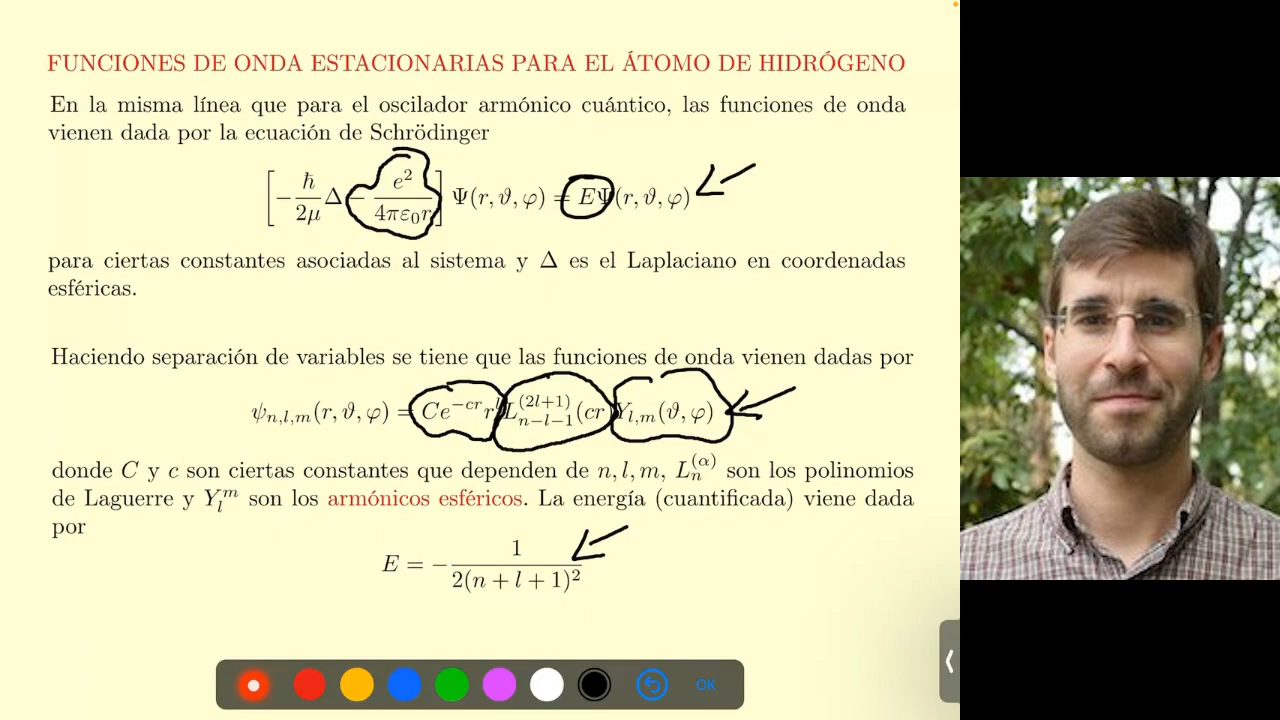 FUNCIONES DE ONDA ESTACIONARIAS PARA EL ÁTOMO DE HIDRÓGENO
En la misma línea que para el oscilador armónico cuántico, las funciones de onda
vienen dada por la ecuación de Schrödinger
[−ℏ/2μ Δ − e²/4πε₀r] Ψ(r, ϑ, φ) = EΨ(r, ϑ, φ)
para ciertas constantes asociadas al sistema y Δ es el Laplaciano en coordenadas
esféricas.
Haciendo separación de variables se tiene que las funciones de onda vienen dadas por
ψ_{n,l,m}(r, ϑ, φ) = Ce^{−cr} r^l L_{n−l−1}^{(2l+1)}(cr) Y_{l,m}(ϑ, φ)
donde C y c son ciertas constantes que dependen de n, l, m, L_n^{(α)} son los polinomios
de Laguerre y Y_l^m son los armónicos esféricos. La energía (cuantificada) viene dada
por
E = − 1/2(n + l + 1)²
OK